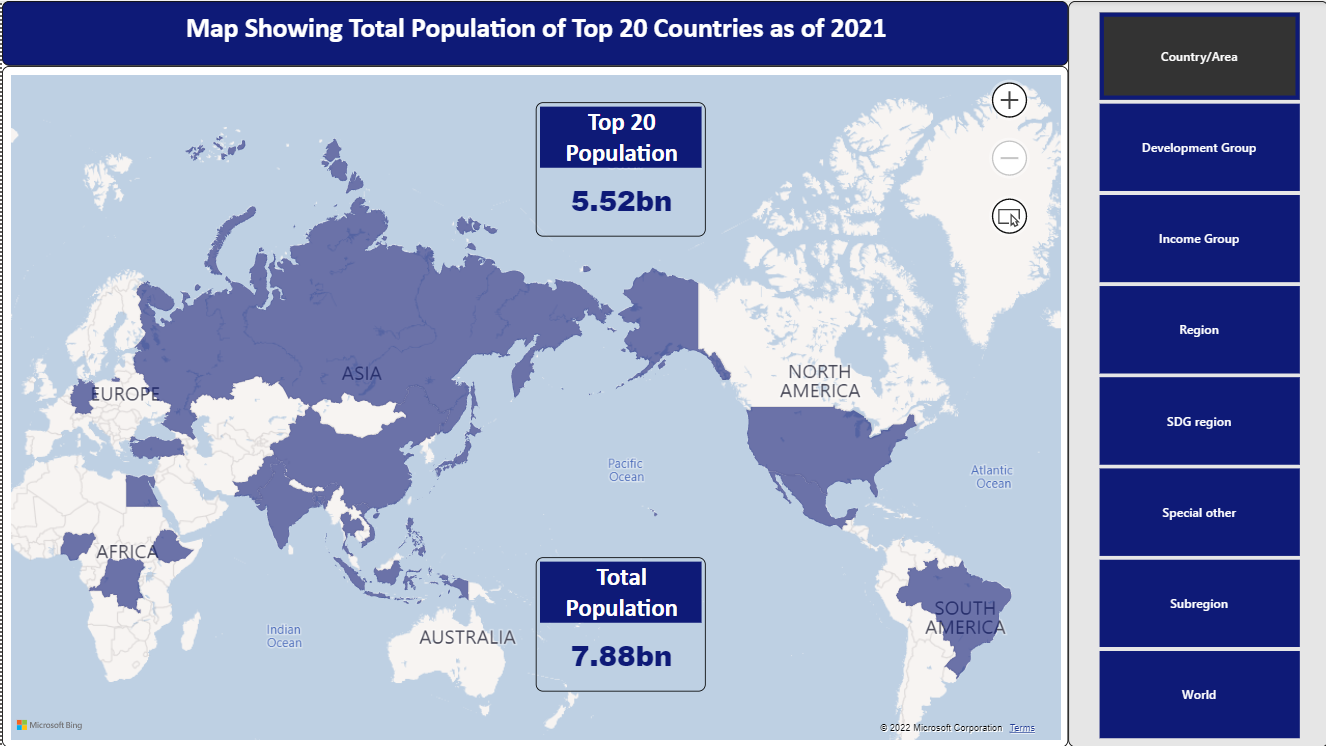 Map Showing Total Population of Top 20 Countries as of 2021
Top 20
Population
5.52bn
ASIA
EUROPE
NORTH
AMERICA
Pacific
Ocean
Atlantic
Ocean
AFRICA
Total
Population
7.88bn
SOUTH
AMERICA
Indian
Ocean
AUSTRALIA
Microsoft Bing
© 2022 Microsoft Corporation Terms
Country/Area
Development Group
Income Group
Region
SDG region
Special other
Subregion
World